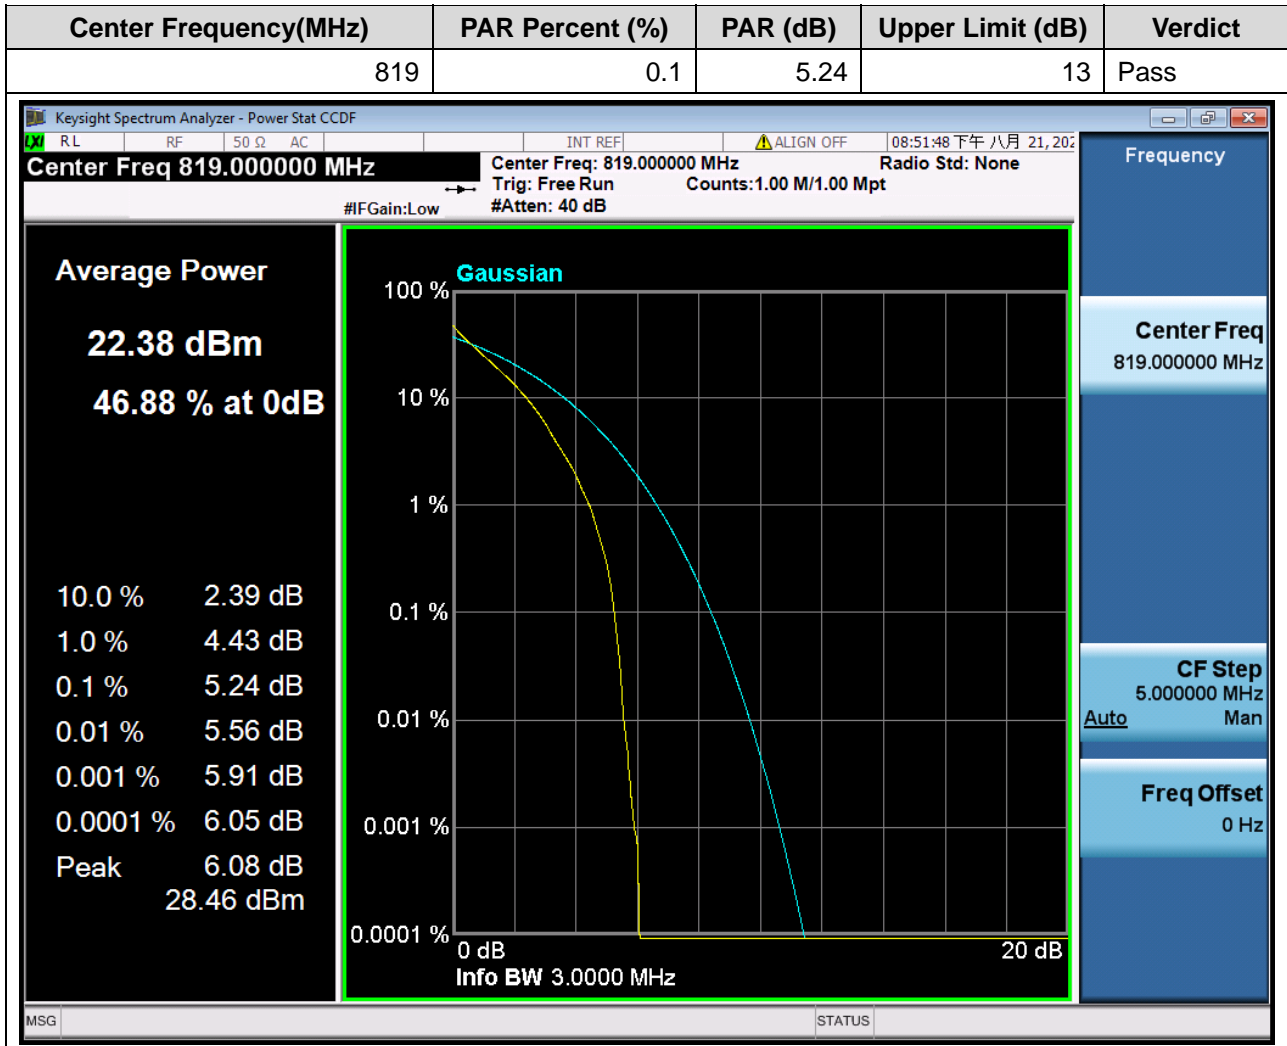 Center Frequency(MHz) PAR Percent (%) PAR (dB) Upper Limit (dB) Verdict
819 0.1 5.24 13 Pass
Keysight Spectrum Analyzer - Power Stat CCDF
LXI RL RF 50 Ω AC INT REF ALIGN OFF 08:51:48 下午 八月 21, 202
Center Freq 819.000000 MHz
Center Freq: 819.000000 MHz Radio Std: None
Trig: Free Run Counts:1.00 M/1.00 Mpt
#IFGain:Low #Atten: 40 dB
Frequency
Center Freq
819.000000 MHz
CF Step
5.000000 MHz
Auto Man
Freq Offset
0 Hz
Average Power
22.38 dBm
46.88 % at 0dB
10.0 % 2.39 dB
1.0 % 4.43 dB
0.1 % 5.24 dB
0.01 % 5.56 dB
0.001 % 5.91 dB
0.0001 % 6.05 dB
Peak 6.08 dB
28.46 dBm
Gaussian
100 %
10 %
1 %
0.1 %
0.01 %
0.001 %
0.0001 %
0 dB 20 dB
Info BW 3.0000 MHz
MSG STATUS